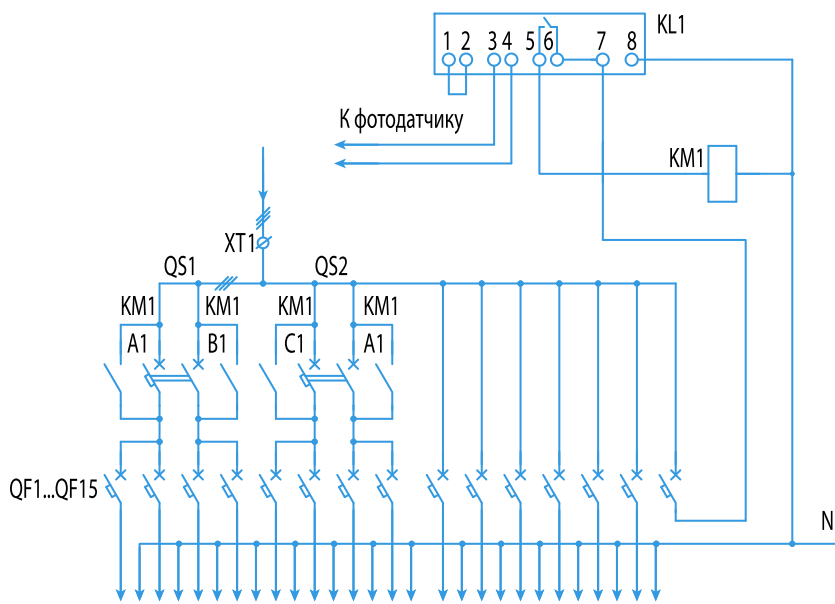 KL1
1 2 3 4 5 6 7 8
К фотодатчику
KM1
XT1
QS1 QS2
KM1 KM1 KM1 KM1
A1 B1 C1 A1
QF1...QF15
N